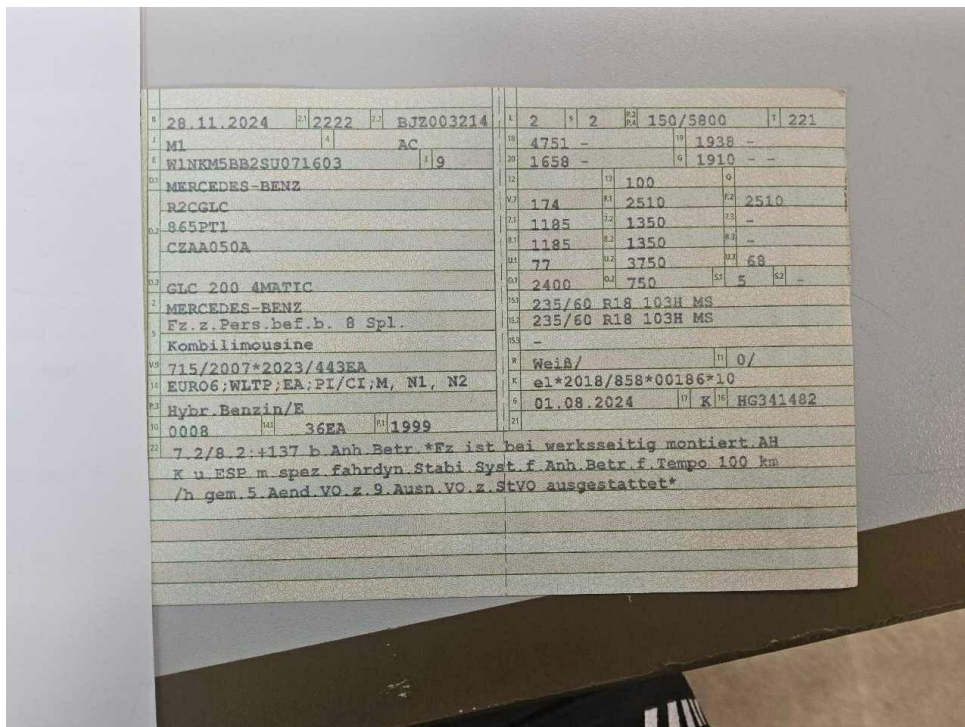 B 28.11.2024 2.1 2222 2.2 BJZ003214
J M1 4 AC
E W1NKM5BB2SU071603 3 9
D.1 MERCEDES-BENZ
R2CGLC
D.2 865PT1
CZAA050A
D.3 GLC 200 4MATIC
2 MERCEDES-BENZ
Fz.z.Pers.bef.b. 8 Spl.
5 Kombilimousine
V.9 715/2007*2023/443EA
14 EURO6;WLTP;EA;PI/CI;M, N1, N2
P.3 Hybr.Benzin/E
10 0008 14.1 36EA P.1 1999
L 2 9 2 P.2 P.4 150/5800 T 221
18 4751 - 19 1938 -
20 1658 - G 1910 - -
12 13 100 Q
V.7 174 F.1 2510 F.2 2510
7.1 1185 7.2 1350 7.3 -
8.1 1185 8.2 1350 8.3 -
U.1 77 U.2 3750 U.3 68
O.1 2400 O.2 750 S.1 5 S.2 -
15.1 235/60 R18 103H MS
15.2 235/60 R18 103H MS
15.3 -
R Weiß/ 11 0/
K e1*2018/858*00186*10
6 01.08.2024 17 K 16 HG341482
21
22 7.2/8.2:+137 b.Anh.Betr.*Fz ist bei werksseitig montiert.AH
K u.ESP m.spez.fahrdyn.Stabi.Syst.f.Anh.Betr.f.Tempo 100 km
/h gem.5.Aend.VO.z.9.Ausn.VO.z.StVO ausgestattet*